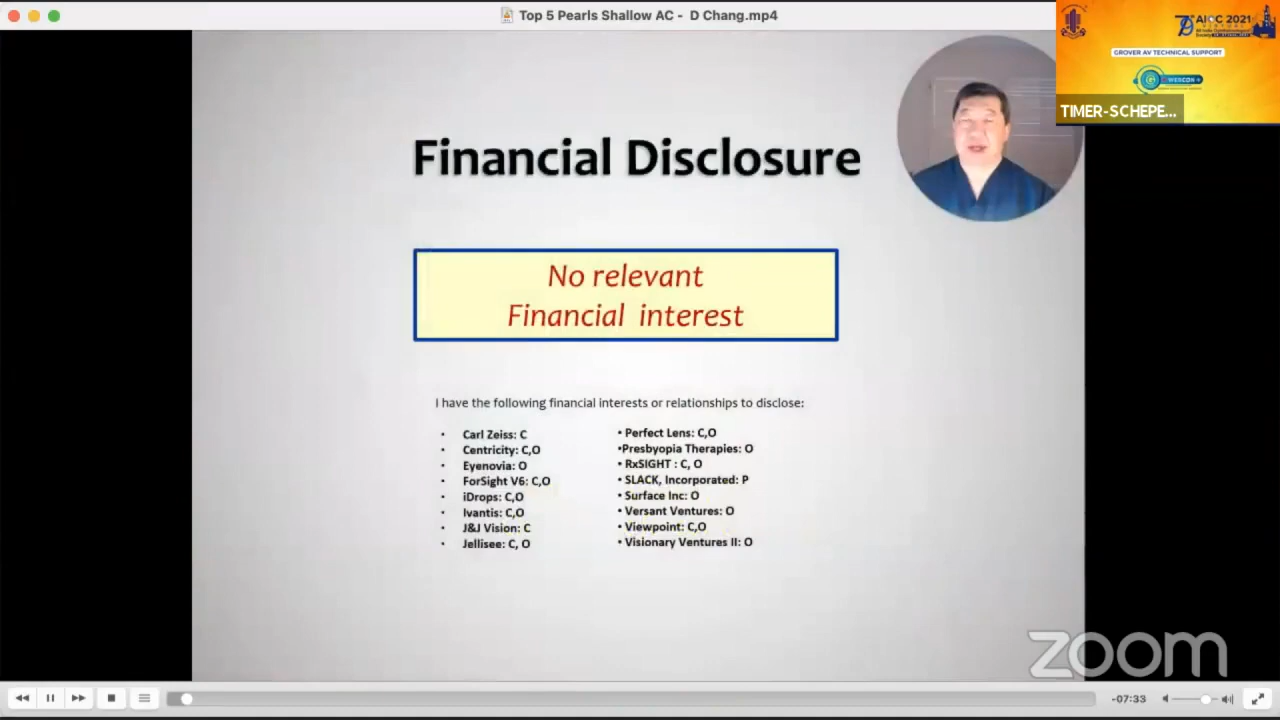 Top 5 Pearls Shallow AC - D Chang.mp4
AIOC 2021
GROVER AV TECHNICAL SUPPORT
TIMER-SCHEPE...
Financial Disclosure
No relevant
Financial interest
I have the following financial interests or relationships to disclose:
• Carl Zeiss: C
• Centricity: C,O
• Eyenovia: O
• ForSight V6: C,O
• iDrops: C,O
• Ivantis: C,O
• J&J Vision: C
• Jellisee: C, O
• Perfect Lens: C,O
•Presbyopia Therapies: O
• RxSIGHT : C, O
• SLACK, Incorporated: P
• Surface Inc: O
• Versant Ventures: O
• Viewpoint: C,O
• Visionary Ventures II: O
zoom
-07:33